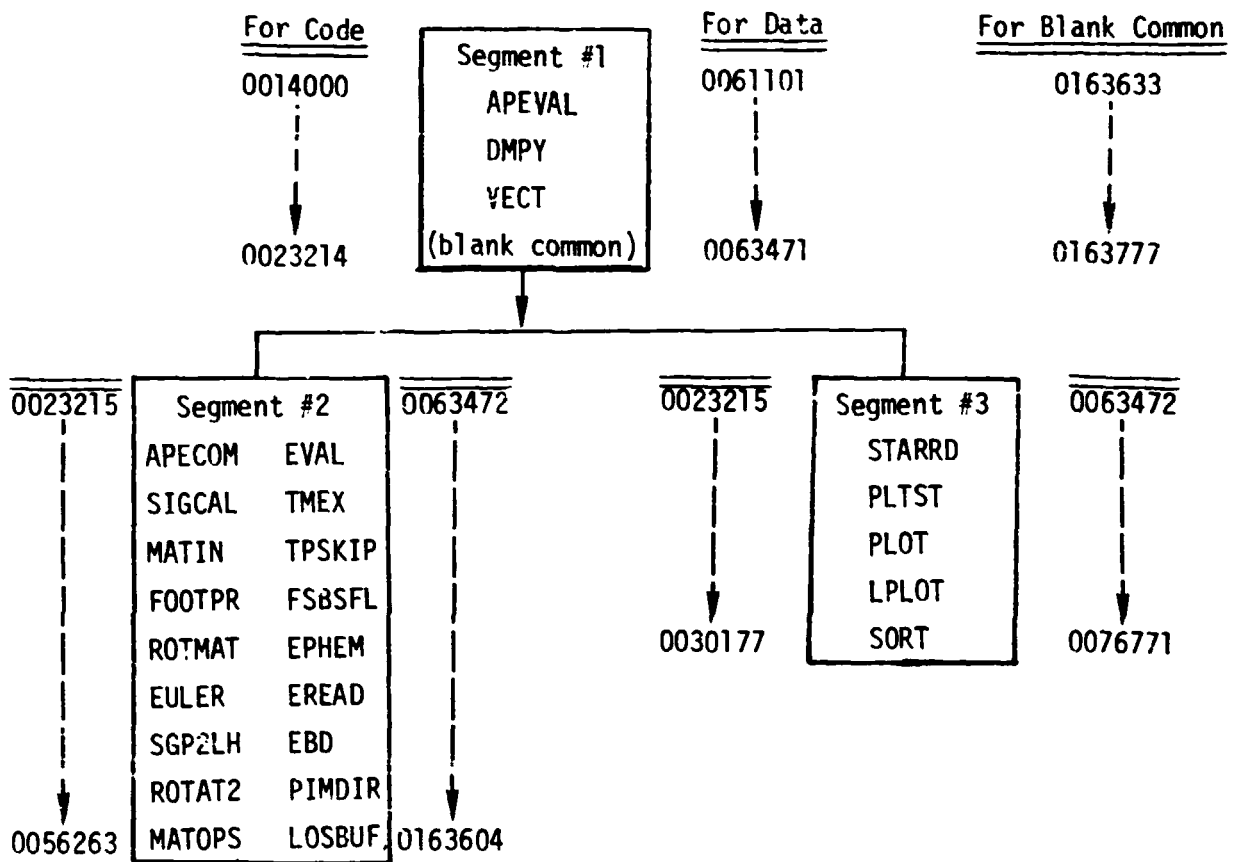 For Code
For Data
For Blank Common
Segment #1
0014000
0061101
0163633
APEVAL
DMPY
VECT
(blank common)
0023214
0063471
0163777
0023215
Segment #2
0063472
APECOM EVAL
SIGCAL TMEX
MATIN TPSKIP
FOOTPR FSBSFL
ROTMAT EPHEM
EULER EREAD
SGP2LH EBD
ROTAT2 PIMDIR
MATOPS LOSBUF
0056263
0163604
0023215
Segment #3
0063472
STARRD
PLTST
PLOT
LPLOT
SORT
0030177
0076771